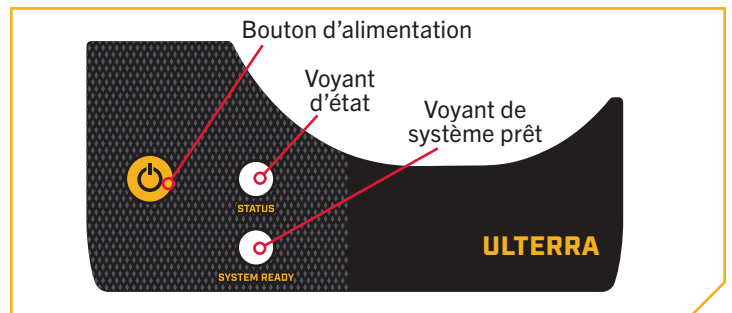 Bouton d’alimentation
Voyant
d’état
Voyant de
système prêt
STATUS
SYSTEM READY
ULTERRA